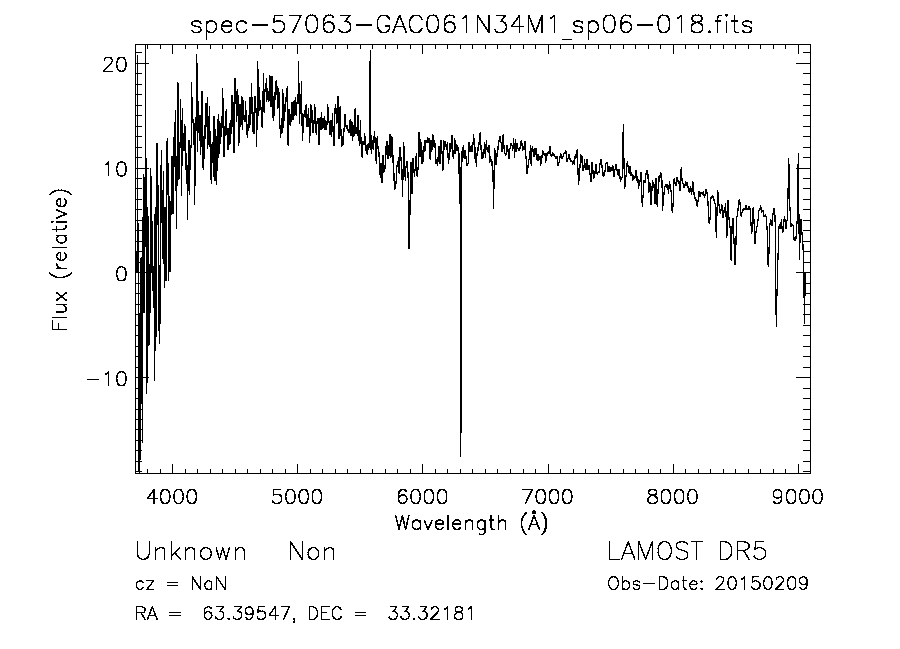 spec-57063-GAC061N34M1_sp06-018.fits
20
10
0
-10
Flux (relative)
4000 5000 6000 7000 8000 9000
Wavelength (Å)
Unknown Non LAMOST DR5
cz = NaN Obs-Date: 20150209
RA = 63.39547, DEC = 33.32181